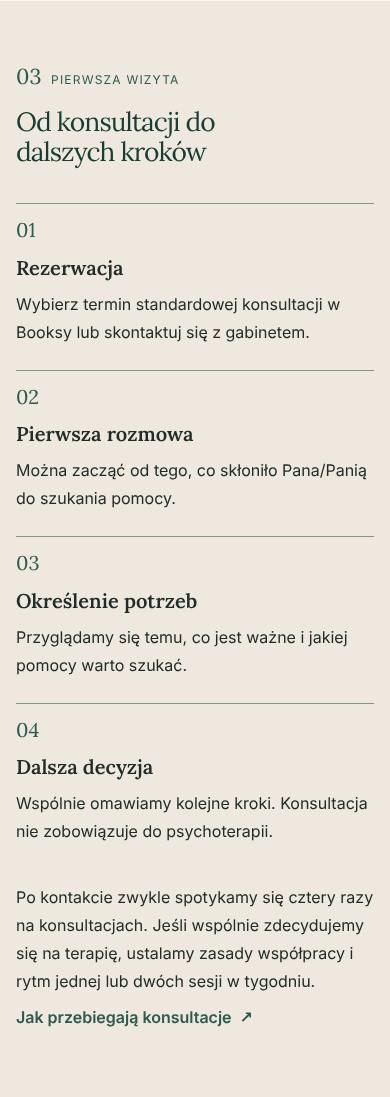 03 PIERWSZA WIZYTA
Od konsultacji do
dalszych kroków
01
Rezerwacja
Wybierz termin standardowej konsultacji w
Booksy lub skontaktuj się z gabinetem.
02
Pierwsza rozmowa
Można zacząć od tego, co skłoniło Pana/Panią
do szukania pomocy.
03
Określenie potrzeb
Przyglądamy się temu, co jest ważne i jakiej
pomocy warto szukać.
04
Dalsza decyzja
Wspólnie omawiamy kolejne kroki. Konsultacja
nie zobowiązuje do psychoterapii.
Po kontakcie zwykle spotykamy się cztery razy
na konsultacjach. Jeśli wspólnie zdecydujemy
się na terapię, ustalamy zasady współpracy i
rytm jednej lub dwóch sesji w tygodniu.
Jak przebiegają konsultacje ↗